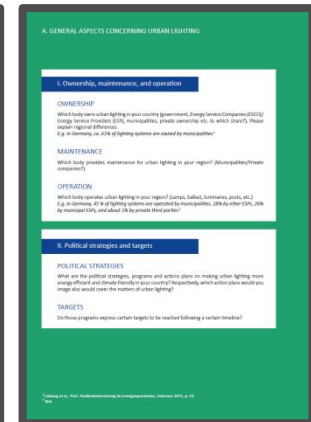 A. GENERAL ASPECTS CONCERNING URBAN LIGHTING
I. Ownership, maintenance, and operation
OWNERSHIP
Which body owns urban lighting in your country (government, Energy Service Companies (ESCO)/
Energy Service Providers (ESP), municipalities, private ownership etc. to which share?). Please
explain regional differences.
E.g. in Germany, ca. 61% of lighting systems are owned by municipalities¹
MAINTENANCE
Which body provides maintenance for urban lighting in your region? (Municipalities/Private
companies?)
OPERATION
Which body operates urban lighting in your region? (Lamps, ballast, luminaires, posts, etc.)
E.g. in Germany, 45 % of lighting systems are operated by municipalities, 28% by other ESPs, 26%
by municipal ESPs, and about 1% by private third parties²
II. Political strategies and targets
POLITICAL STRATEGIES
What are the political strategies, programs and actions plans on making urban lighting more
energy efficient and climate friendly in your country? Respectively, which action plans would you
image also would cover the matters of urban lighting?
TARGETS
Do those programs express certain targets to be reached following a certain timeline?